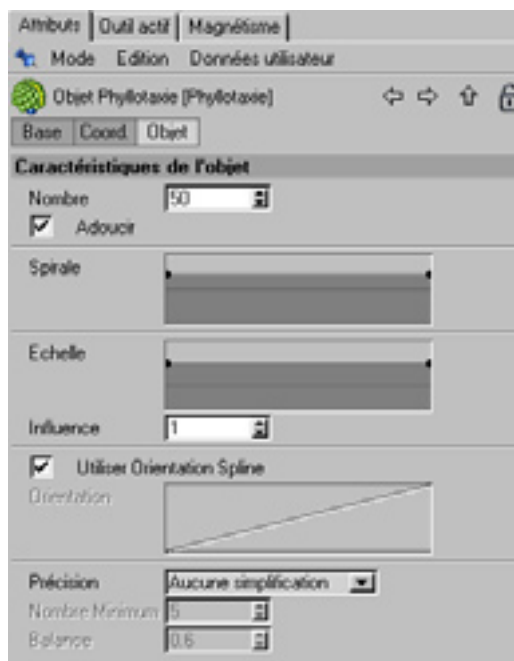 Attributs Outil actif Magnétisme
Mode Edition Données utilisateur
Objet Phyllotaxie [Phyllotaxie]
Base Coord. Objet
Caractéristiques de l'objet
Nombre 50
Adoucir
Spirale
Echelle
Influence 1
Utiliser Orientation Spline
Orientation
Précision Aucune simplification
Nombre Minimum 5
Balance 0.6